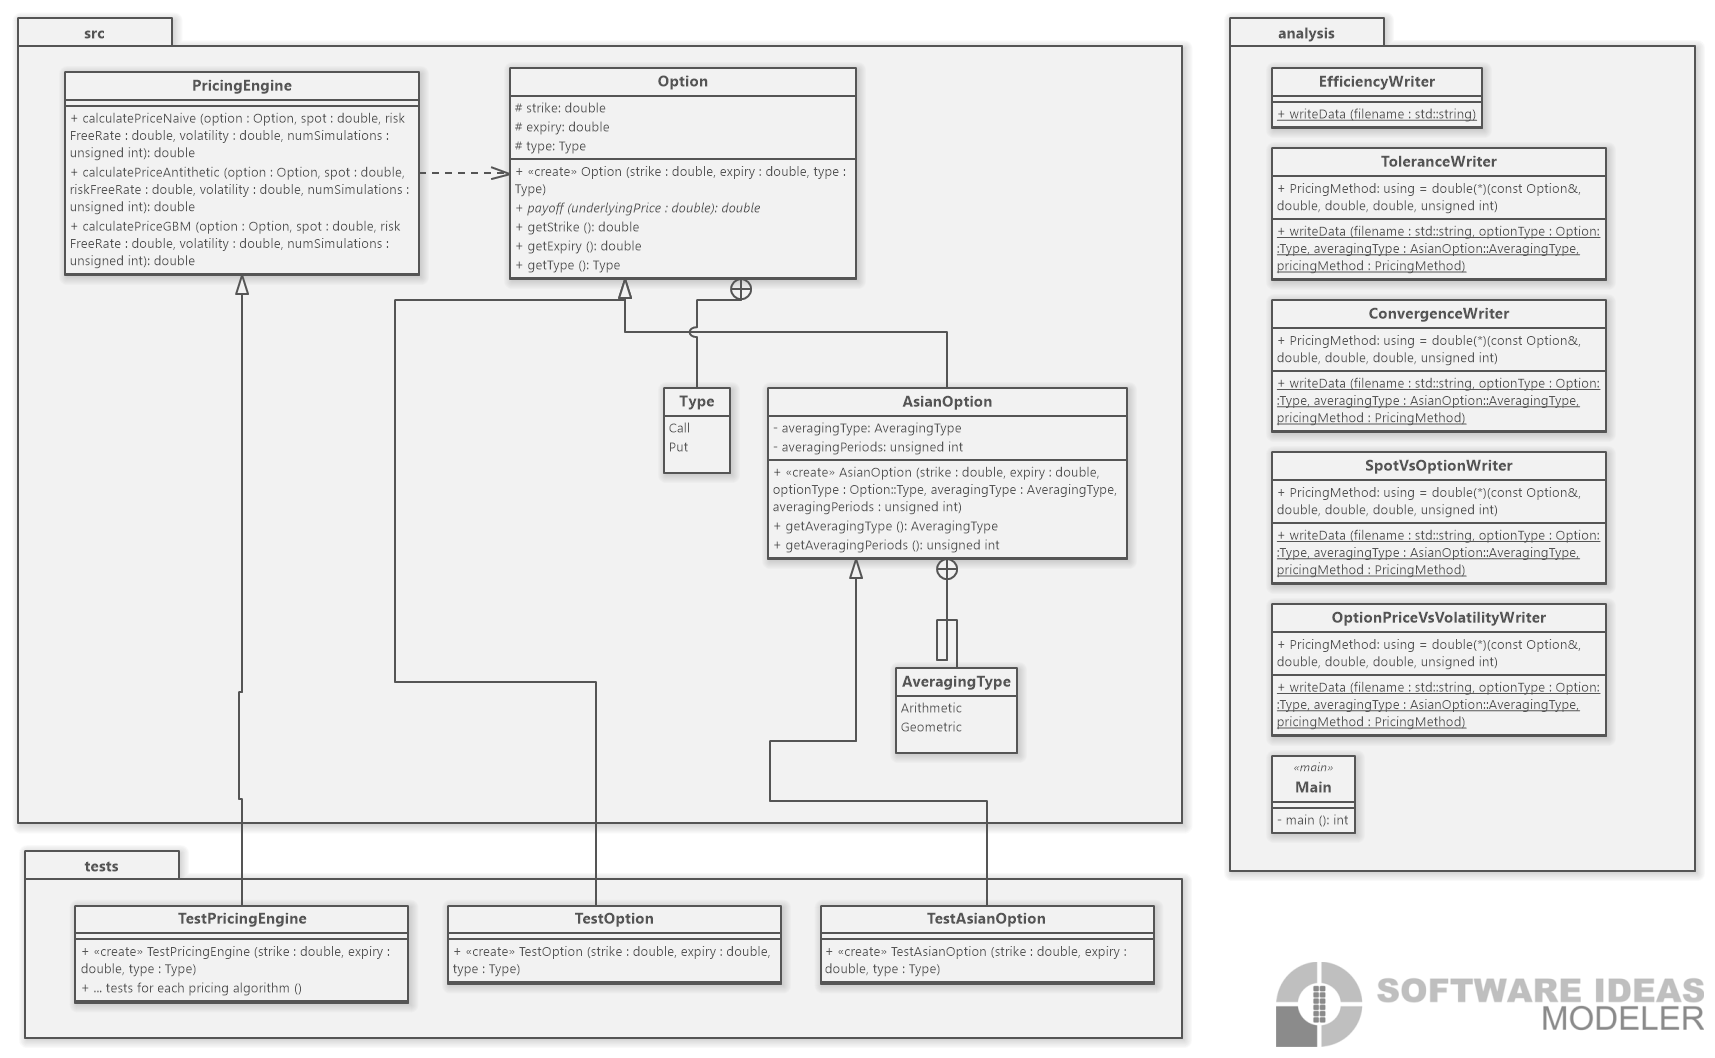 src
PricingEngine
+ calculatePriceNaive (option : Option, spot : double, risk
FreeRate : double, volatility : double, numSimulations :
unsigned int): double
+ calculatePriceAntithetic (option : Option, spot : double,
riskFreeRate : double, volatility : double, numSimulations :
unsigned int): double
+ calculatePriceGBM (option : Option, spot : double, risk
FreeRate : double, volatility : double, numSimulations :
unsigned int): double
Option
# strike: double
# expiry: double
# type: Type
+ «create» Option (strike : double, expiry : double, type :
Type)
+ payoff (underlyingPrice : double): double
+ getStrike (): double
+ getExpiry (): double
+ getType (): Type
Type
Call
Put
AsianOption
- averagingType: AveragingType
- averagingPeriods: unsigned int
+ «create» AsianOption (strike : double, expiry : double,
optionType : Option::Type, averagingType : AveragingType,
averagingPeriods : unsigned int)
+ getAveragingType (): AveragingType
+ getAveragingPeriods (): unsigned int
AveragingType
Arithmetic
Geometric
tests
TestPricingEngine
+ «create» TestPricingEngine (strike : double, expiry :
double, type : Type)
+ ... tests for each pricing algorithm ()
TestOption
+ «create» TestOption (strike : double, expiry : double,
type : Type)
TestAsianOption
+ «create» TestAsianOption (strike : double, expiry :
double, type : Type)
analysis
EfficiencyWriter
+ writeData (filename : std::string)
ToleranceWriter
+ PricingMethod: using = double(*)(const Option&,
double, double, double, unsigned int)
+ writeData (filename : std::string, optionType : Option:
:Type, averagingType : AsianOption::AveragingType,
pricingMethod : PricingMethod)
ConvergenceWriter
+ PricingMethod: using = double(*)(const Option&,
double, double, double, unsigned int)
+ writeData (filename : std::string, optionType : Option:
:Type, averagingType : AsianOption::AveragingType,
pricingMethod : PricingMethod)
SpotVsOptionWriter
+ PricingMethod: using = double(*)(const Option&,
double, double, double, unsigned int)
+ writeData (filename : std::string, optionType : Option:
:Type, averagingType : AsianOption::AveragingType,
pricingMethod : PricingMethod)
OptionPriceVsVolatilityWriter
+ PricingMethod: using = double(*)(const Option&,
double, double, double, unsigned int)
+ writeData (filename : std::string, optionType : Option:
:Type, averagingType : AsianOption::AveragingType,
pricingMethod : PricingMethod)
«main»
Main
- main (): int
SOFTWARE IDEAS
MODELER